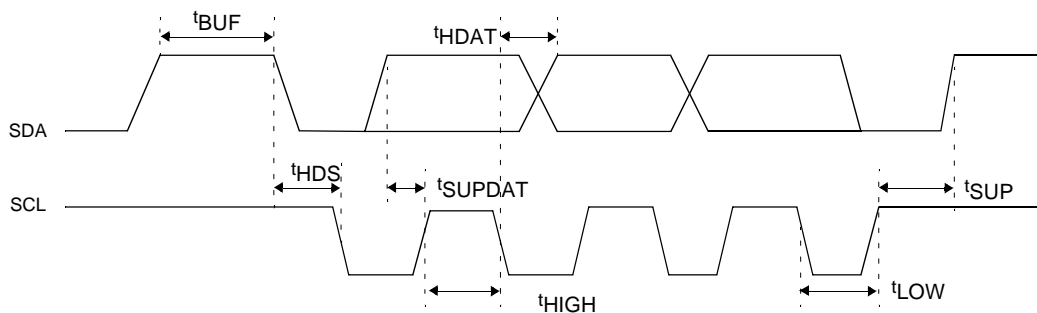 tBUF
tHDAT
SDA
tHDS
tSUPDAT
tSUP
SCL
tHIGH
tLOW